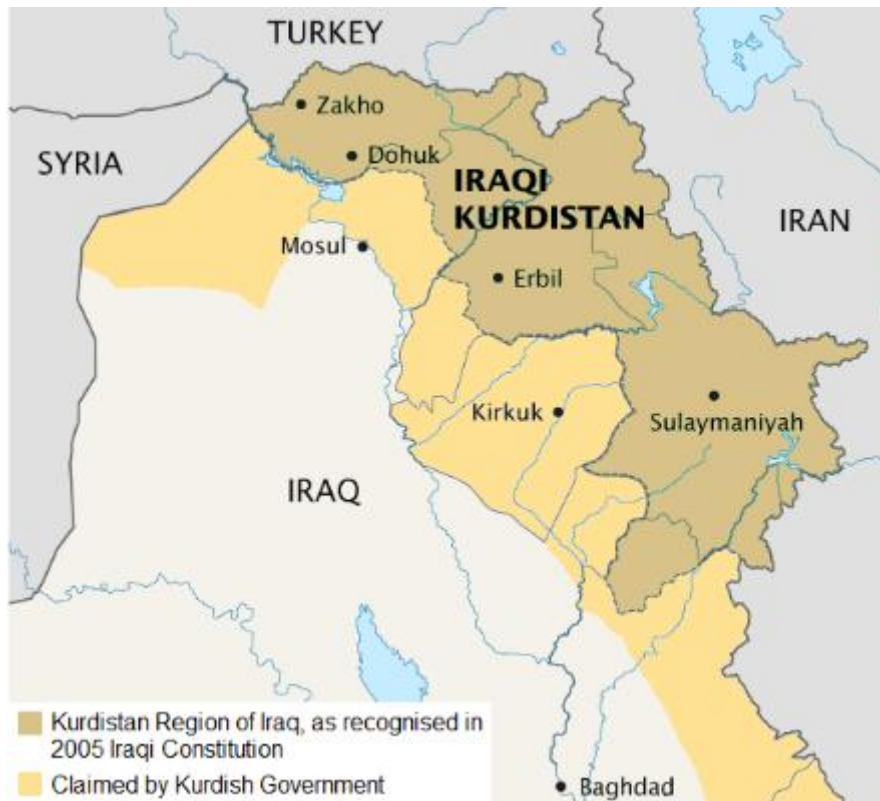 TURKEY
Zakho
SYRIA
Dohuk
IRAQI
KURDISTAN
IRAN
Mosul
Erbil
Kirkuk
Sulaymaniyah
IRAQ
Kurdistan Region of Iraq, as recognised in
2005 Iraqi Constitution
Claimed by Kurdish Government
Baghdad